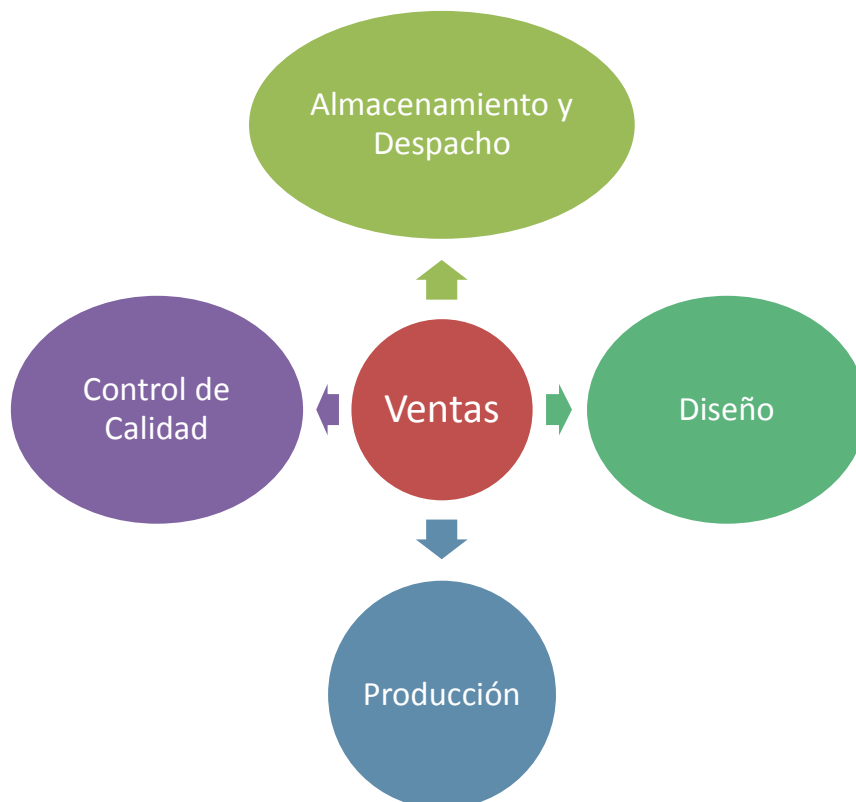 Almacenamiento y
Despacho
Control de
Calidad
Ventas
Diseño
Producción